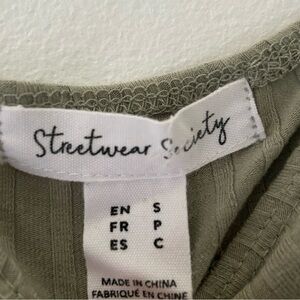 Streetwear Society
EN S
FR P
ES C
MADE IN CHINA
FABRIQUÉ EN CHINE